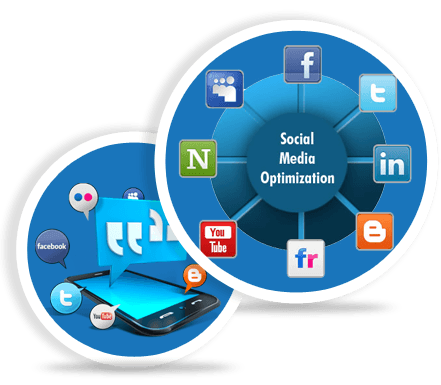 f
t
in
N
Social
Media
Optimization
You
Tube
fr
facebook
t
YouTube